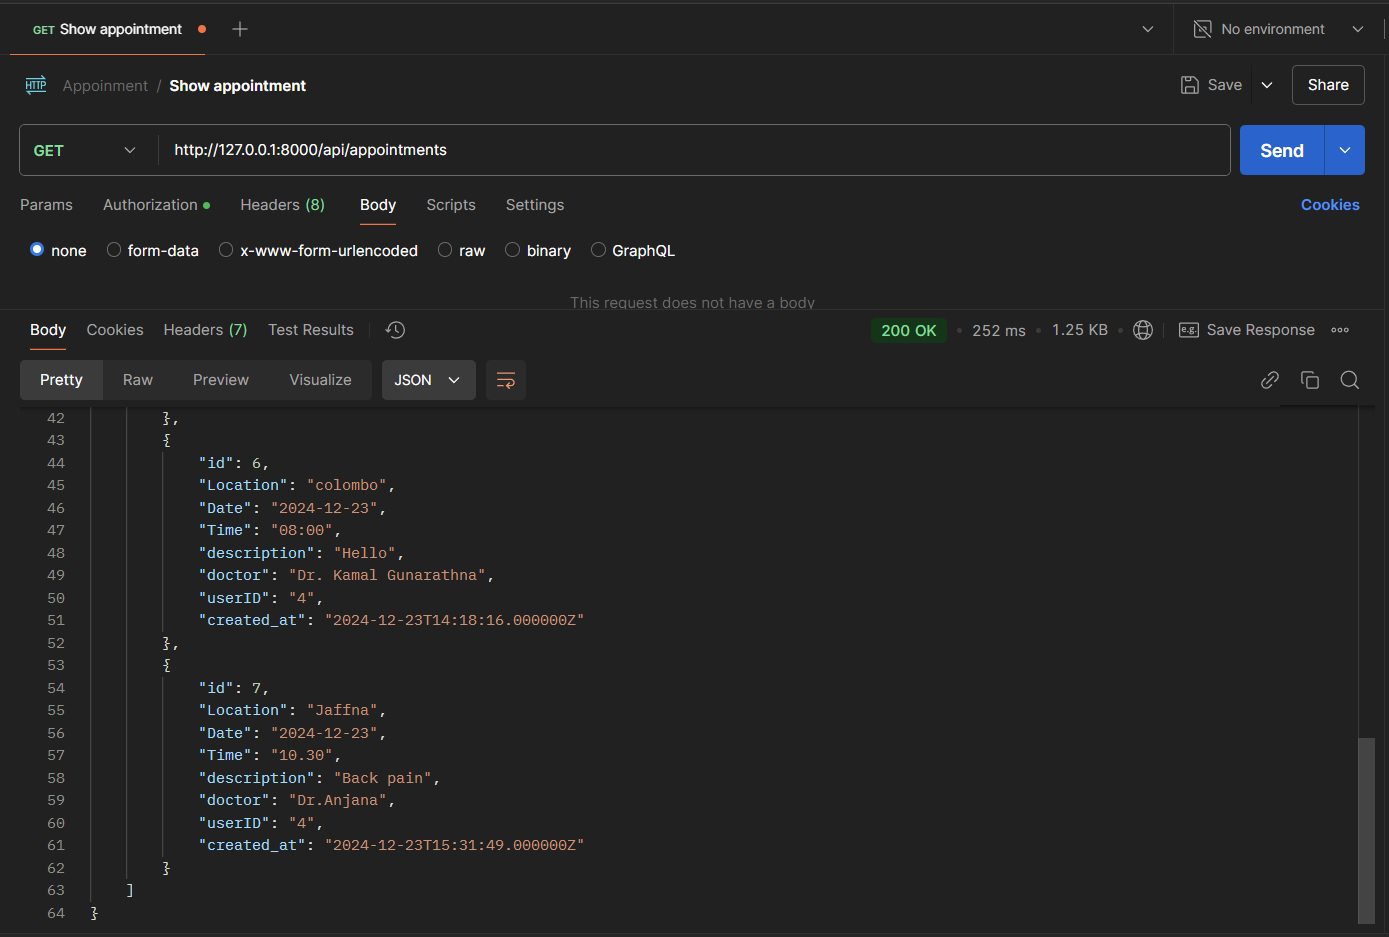 GET Show appointment
No environment
HTTP Appoinment / Show appointment
Save
Share
GET http://127.0.0.1:8000/api/appointments
Send
Params Authorization Headers (8) Body Scripts Settings Cookies
none form-data x-www-form-urlencoded raw binary GraphQL
This request does not have a body
Body Cookies Headers (7) Test Results 200 OK 252 ms 1.25 KB e.g. Save Response
Pretty Raw Preview Visualize JSON
42 },
43 {
44 "id": 6,
45 "Location": "colombo",
46 "Date": "2024-12-23",
47 "Time": "08:00",
48 "description": "Hello",
49 "doctor": "Dr. Kamal Gunarathna",
50 "userID": "4",
51 "created_at": "2024-12-23T14:18:16.000000Z"
52 },
53 {
54 "id": 7,
55 "Location": "Jaffna",
56 "Date": "2024-12-23",
57 "Time": "10.30",
58 "description": "Back pain",
59 "doctor": "Dr.Anjana",
60 "userID": "4",
61 "created_at": "2024-12-23T15:31:49.000000Z"
62 }
63 ]
64 }